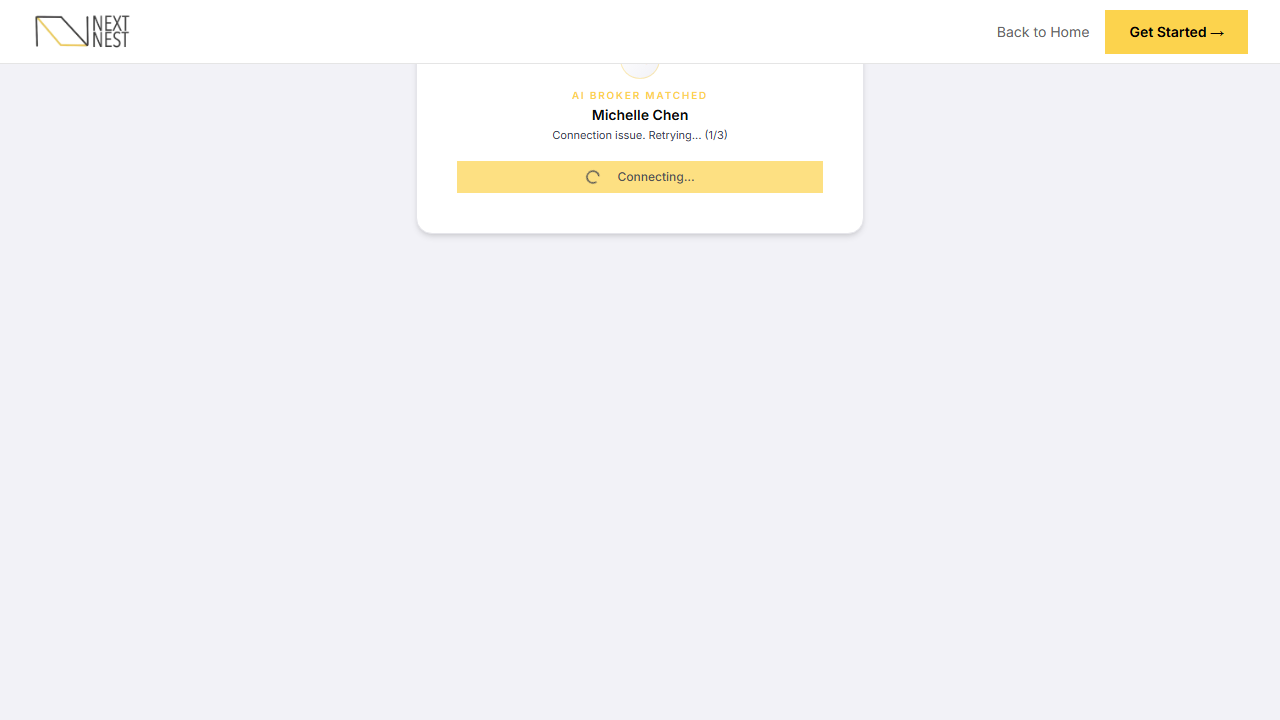 NEXT
NEST
Back to Home
Get Started →
AI BROKER MATCHED
Michelle Chen
Connection issue. Retrying... (1/3)
Connecting...